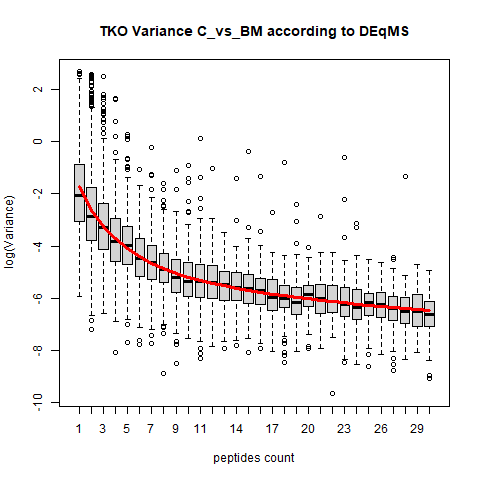 TKO Variance C_vs_BM according to DEqMS
log(Variance)
2
0
-2
-4
-6
-8
-10
1 3 5 7 9 11 14 17 20 23 26 29
peptides count